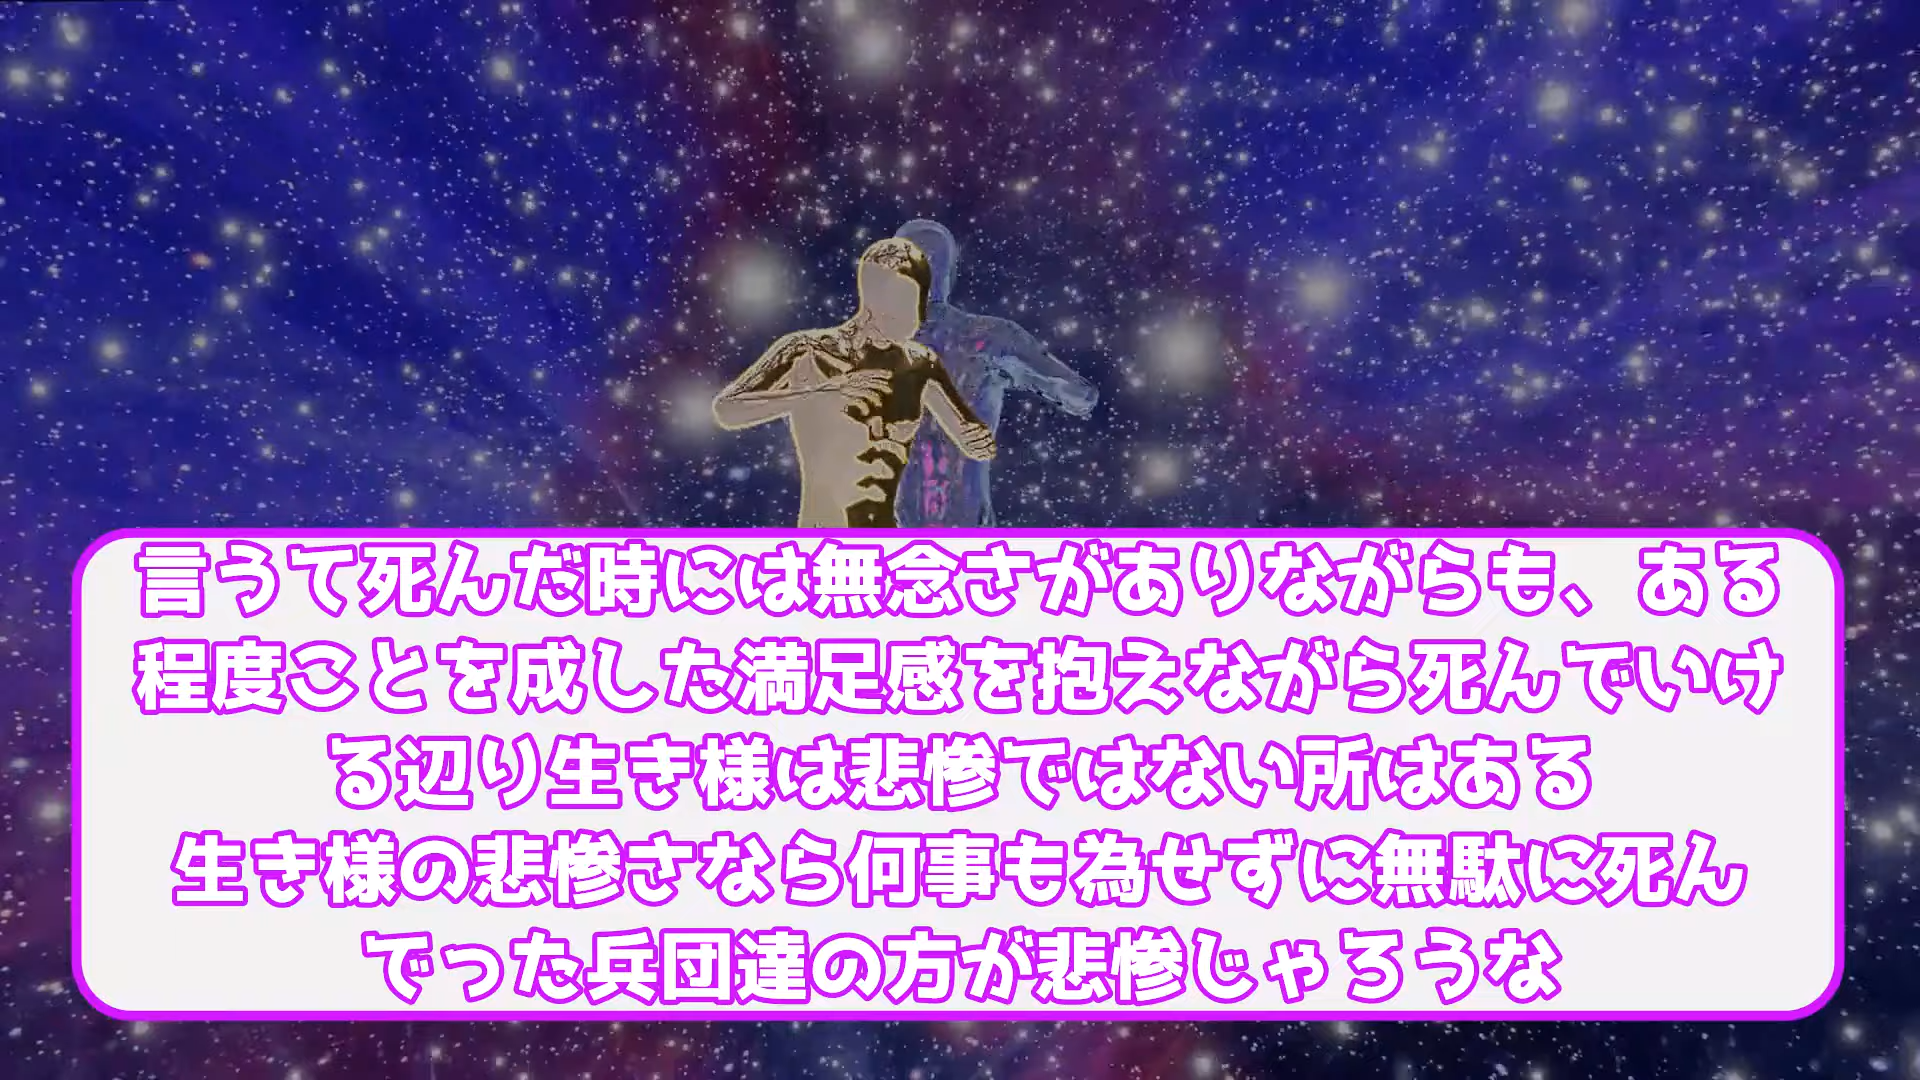 言うて死んだ時には無念さがありながらも、ある
程度ことを成した満足感を抱えながら死んでいけ
る辺り生き様は悲惨ではない所はある
生き様の悲惨さなら何事も為せずに無駄に死ん
でった兵団達の方が悲惨じゃろうな